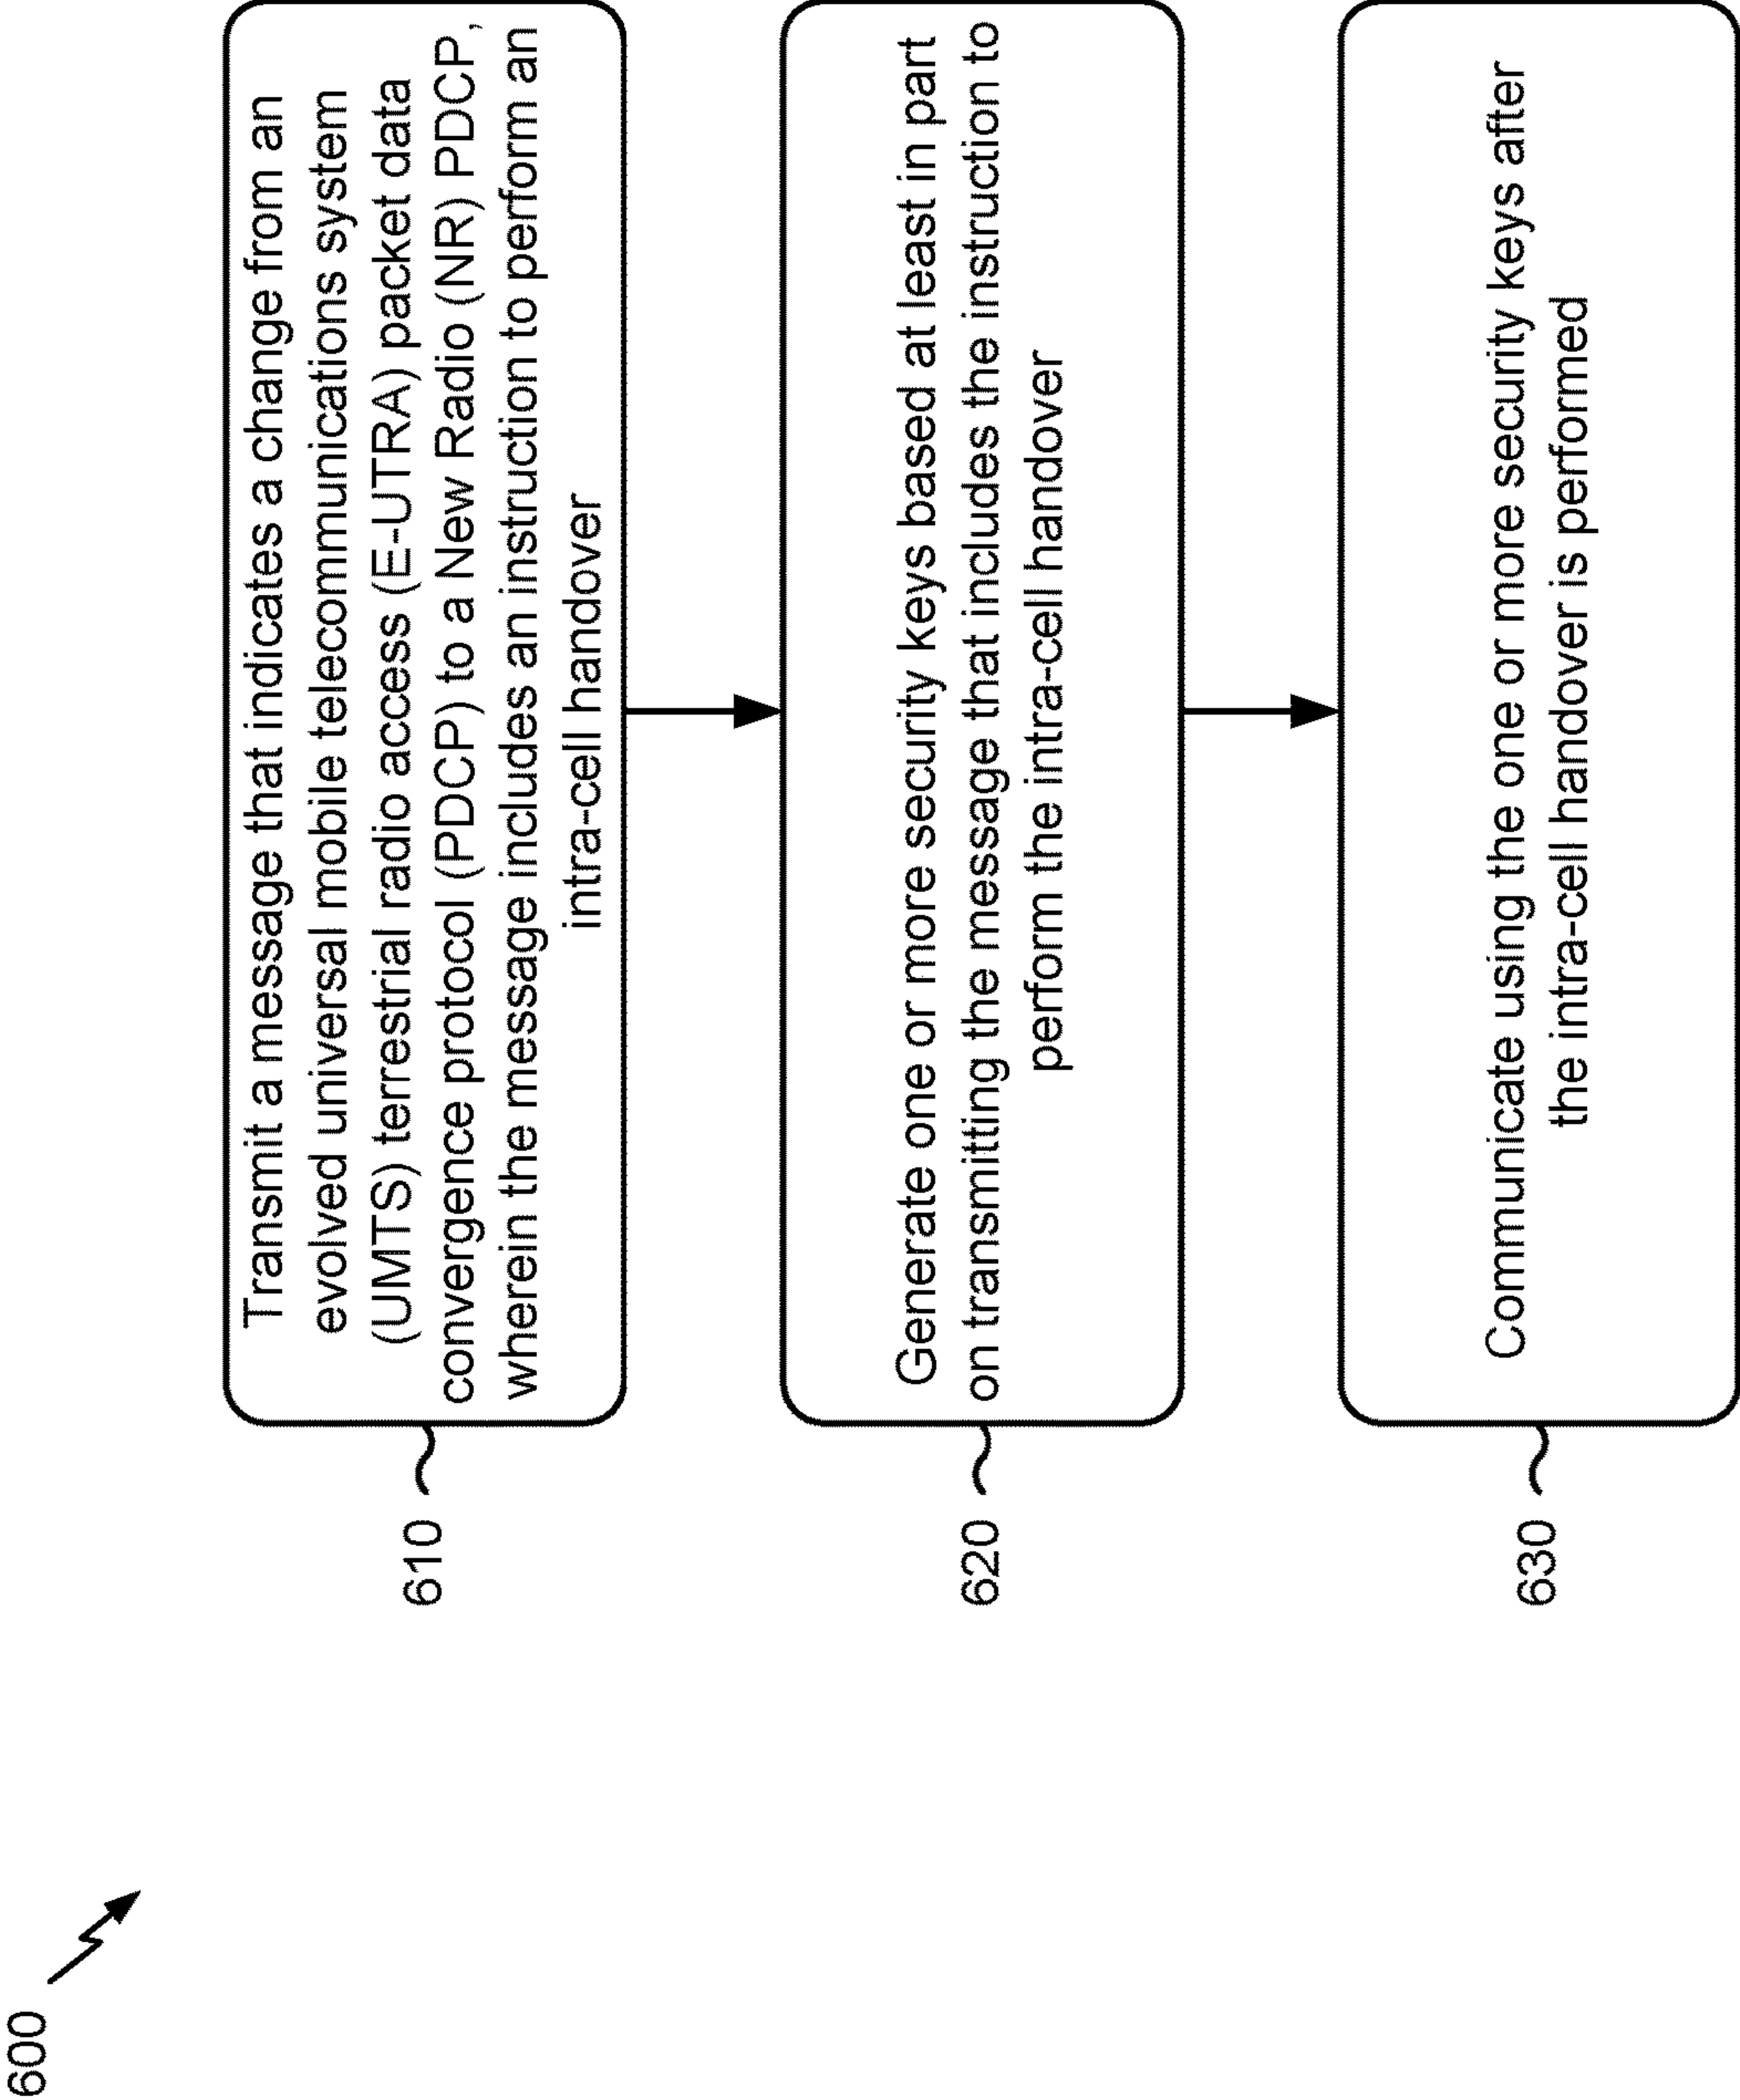 600
610
Transmit a message that indicates a change from an
evolved universal mobile telecommunications system
(UMTS) terrestrial radio access (E-UTRA) packet data
convergence protocol (PDCP) to a New Radio (NR) PDCP,
wherein the message includes an instruction to perform an
intra-cell handover
620
Generate one or more security keys based at least in part
on transmitting the message that includes the instruction to
perform the intra-cell handover
630
Communicate using the one or more security keys after
the intra-cell handover is performed